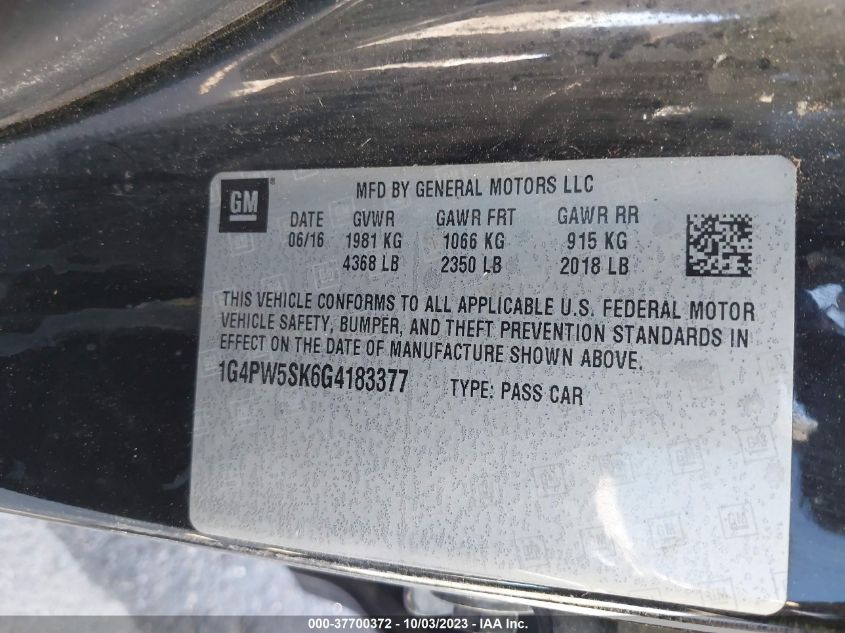 GM ®
MFD BY GENERAL MOTORS LLC
DATE GVWR GAWR FRT GAWR RR
06/16 1981 KG 1066 KG 915 KG
4368 LB 2350 LB 2018 LB
THIS VEHICLE CONFORMS TO ALL APPLICABLE U.S. FEDERAL MOTOR
VEHICLE SAFETY, BUMPER, AND THEFT PREVENTION STANDARDS IN
EFFECT ON THE DATE OF MANUFACTURE SHOWN ABOVE.
1G4PW5SK6G4183377 TYPE: PASS CAR
000-37700372 - 10/03/2023 - IAA Inc.